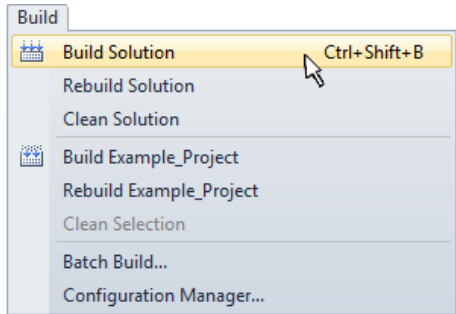 Build
Build Solution Ctrl+Shift+B
Rebuild Solution
Clean Solution
Build Example_Project
Rebuild Example_Project
Clean Selection
Batch Build...
Configuration Manager...